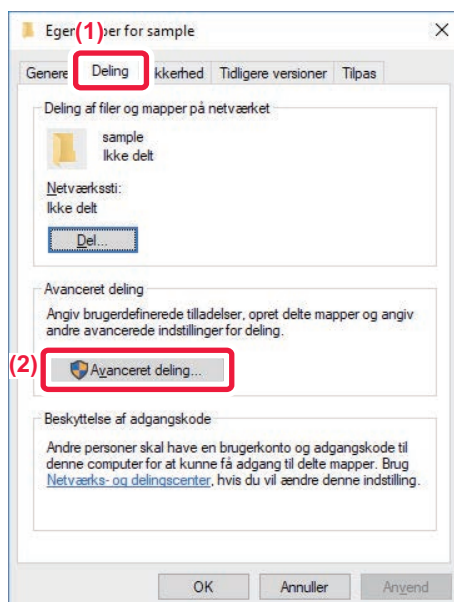 (1)
Egen per for sample
Genere Deling kkerhed Tidligere versioner Tilpas
Deling af filer og mapper på netværket
sample
Ikke delt
Netværkssti:
Ikke delt
Del...
Avanceret deling
Angiv brugerdefinerede tilladelser, opret delte mapper og angiv
andre avancerede indstillinger for deling.
(2)
Avanceret deling...
Beskyttelse af adgangskode
Andre personer skal have en brugerkonto og adgangskode til
denne computer for at kunne få adgang til delte mapper. Brug
Netværks- og delingscenter, hvis du vil ændre denne indstilling.
OK Annuller Anvend